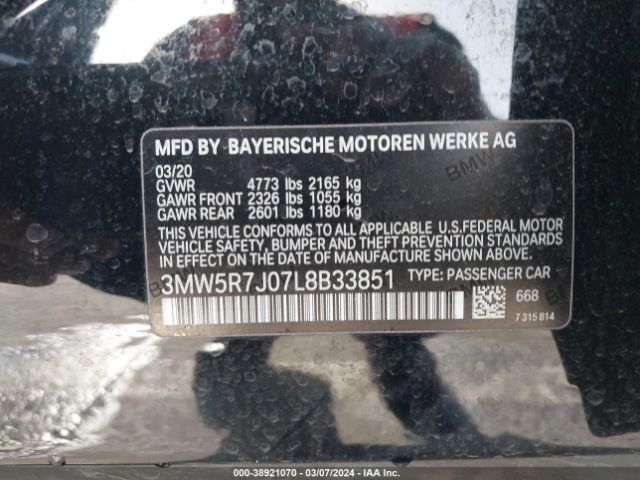 MFD BY BAYERISCHE MOTOREN WERKE AG
03/20
GVWR 4773 lbs 2165 kg
GAWR FRONT 2326 lbs 1055 kg
GAWR REAR 2601 lbs 1180 kg
THIS VEHICLE CONFORMS TO ALL APPLICABLE U.S.FEDERAL MOTOR
VEHICLE SAFETY, BUMPER AND THEFT PREVENTION STANDARDS
IN EFFECT ON THE DATE OF MANUFACTURE SHOWN ABOVE.
3MW5R7J07L8B33851 TYPE: PASSENGER CAR
668
7 315 814
000-38921070 — 03/07/2024 — IAA Inc.